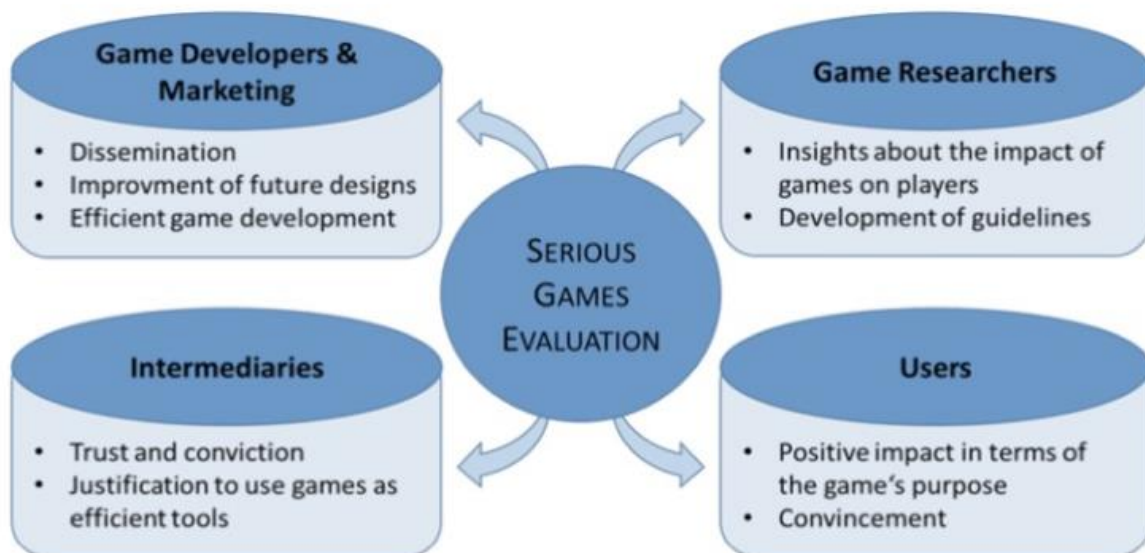 Game Developers &
Marketing
• Dissemination
• Improvment of future designs
• Efficient game development
Game Researchers
• Insights about the impact of
games on players
• Development of guidelines
SERIOUS
GAMES
EVALUATION
Intermediaries
• Trust and conviction
• Justification to use games as
efficient tools
Users
• Positive impact in terms of
the game‘s purpose
• Convincement